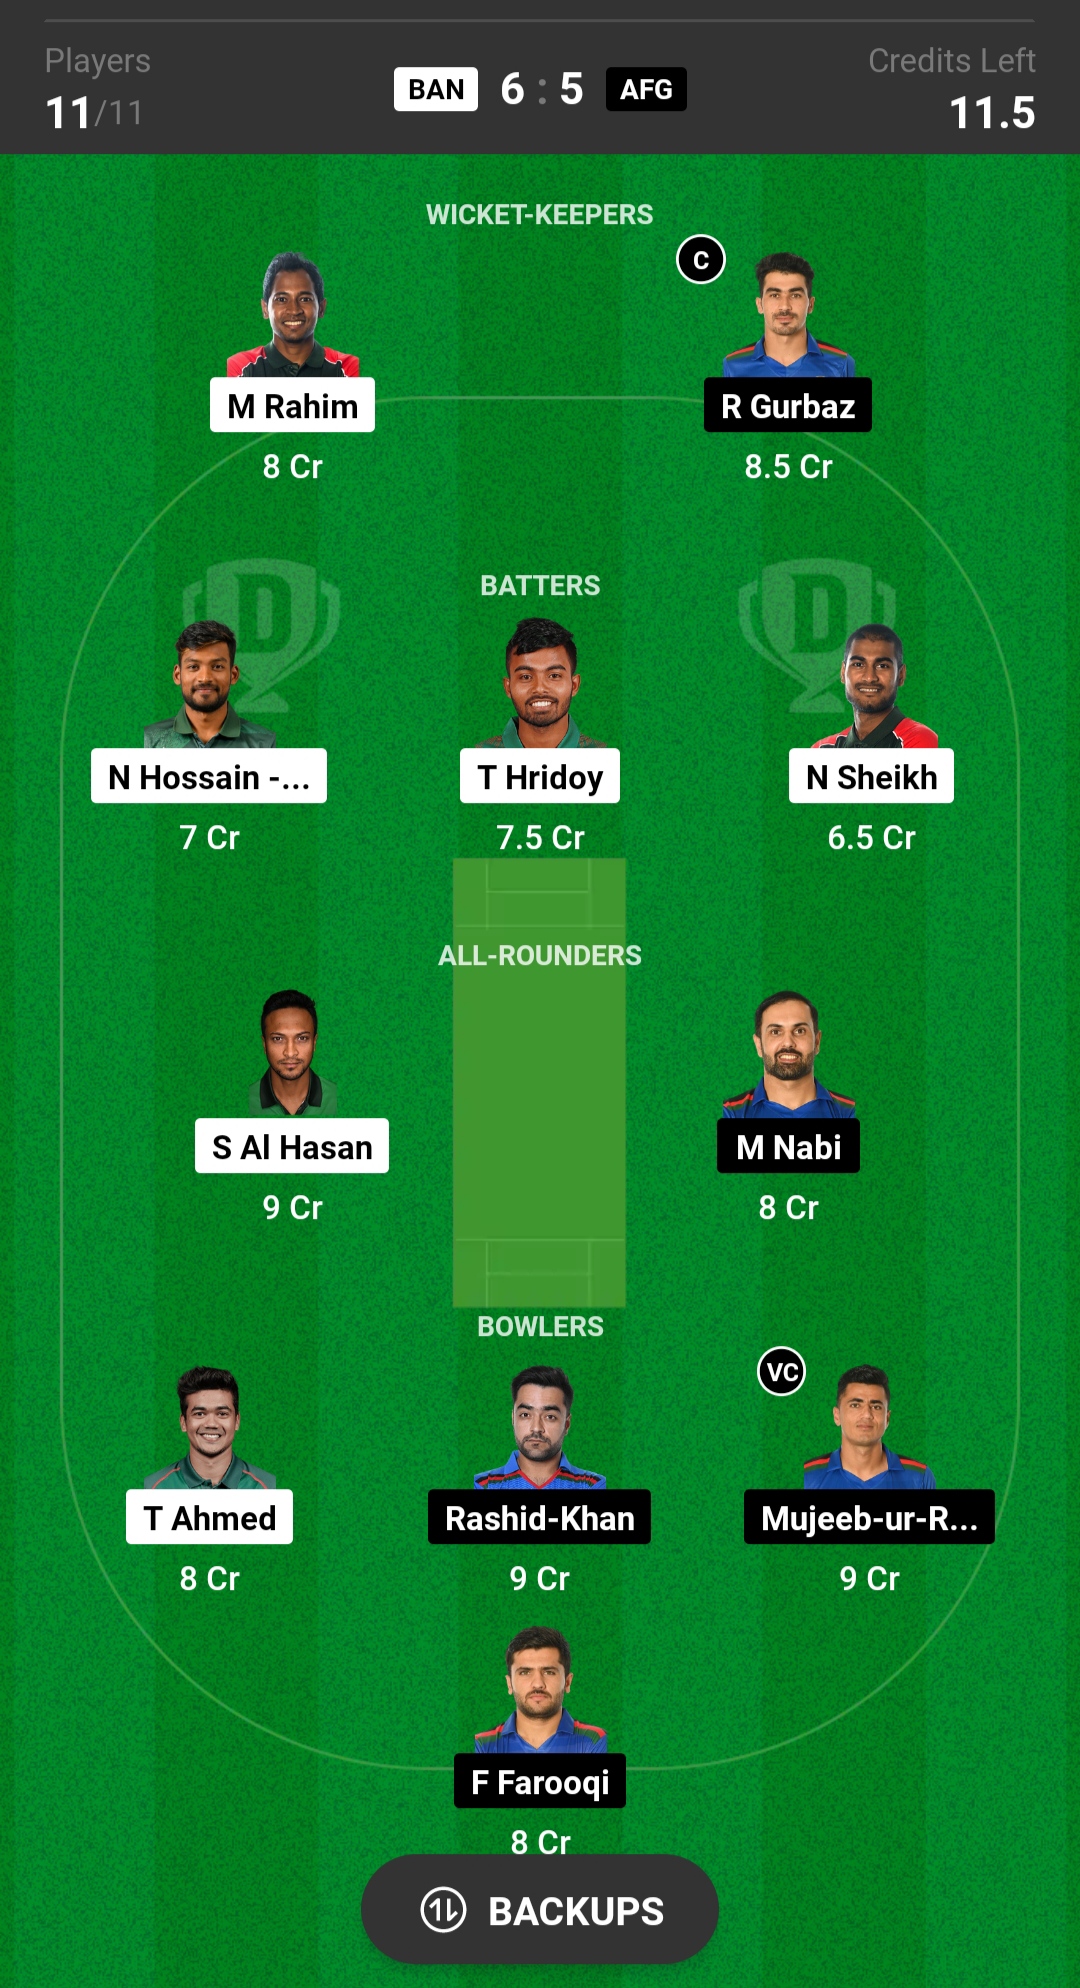 Players
11/11
BAN 6 : 5 AFG
Credits Left
11.5
WICKET-KEEPERS
C
M Rahim
R Gurbaz
8 Cr
8.5 Cr
D
D
BATTERS
N Hossain -...
T Hridoy
N Sheikh
7 Cr
7.5 Cr
6.5 Cr
ALL-ROUNDERS
S Al Hasan
M Nabi
9 Cr
8 Cr
BOWLERS
VC
T Ahmed
Rashid-Khan
Mujeeb-ur-R...
8 Cr
9 Cr
9 Cr
F Farooqi
8 Cr
BACKUPS